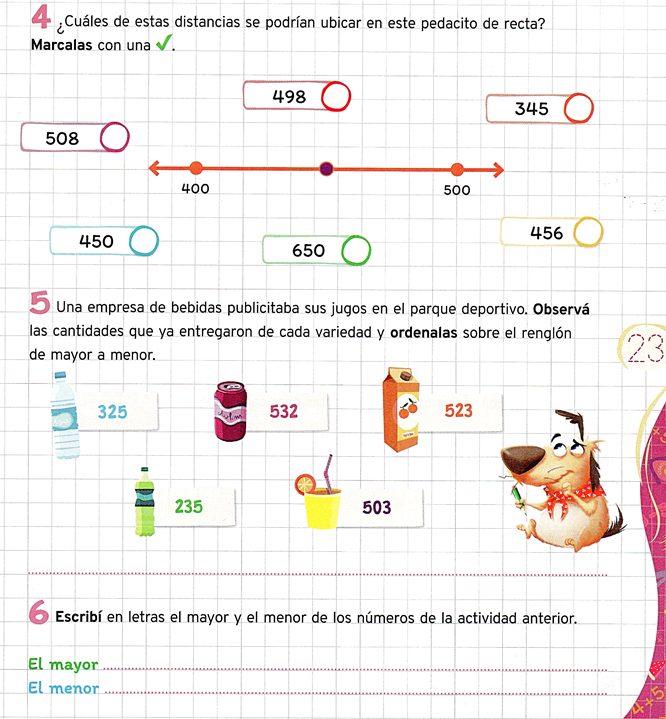 4 ¿Cuáles de estas distancias se podrían ubicar en este pedacito de recta?
Marcalas con una ✓.
498
345
508
400
500
450
650
456
5 Una empresa de bebidas publicitaba sus jugos en el parque deportivo. Observá
las cantidades que ya entregaron de cada variedad y ordenalas sobre el renglón
de mayor a menor.
23
325
532
523
235
503
6 Escribí en letras el mayor y el menor de los números de la actividad anterior.
El mayor
El menor
4+5